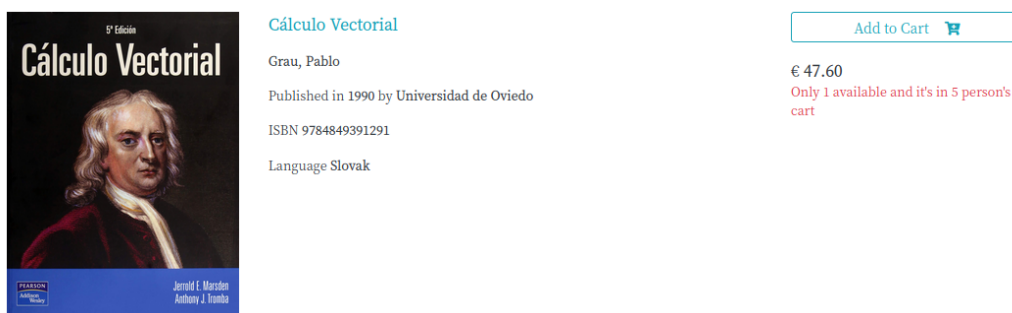 5ª Edición
Cálculo Vectorial
PEARSON
Addison
Wesley
Jerrold E. Marsden
Anthony J. Tromba
Cálculo Vectorial
Grau, Pablo
Published in 1990 by Universidad de Oviedo
ISBN 9784849391291
Language Slovak
Add to Cart
€ 47.60
Only 1 available and it's in 5 person's
cart